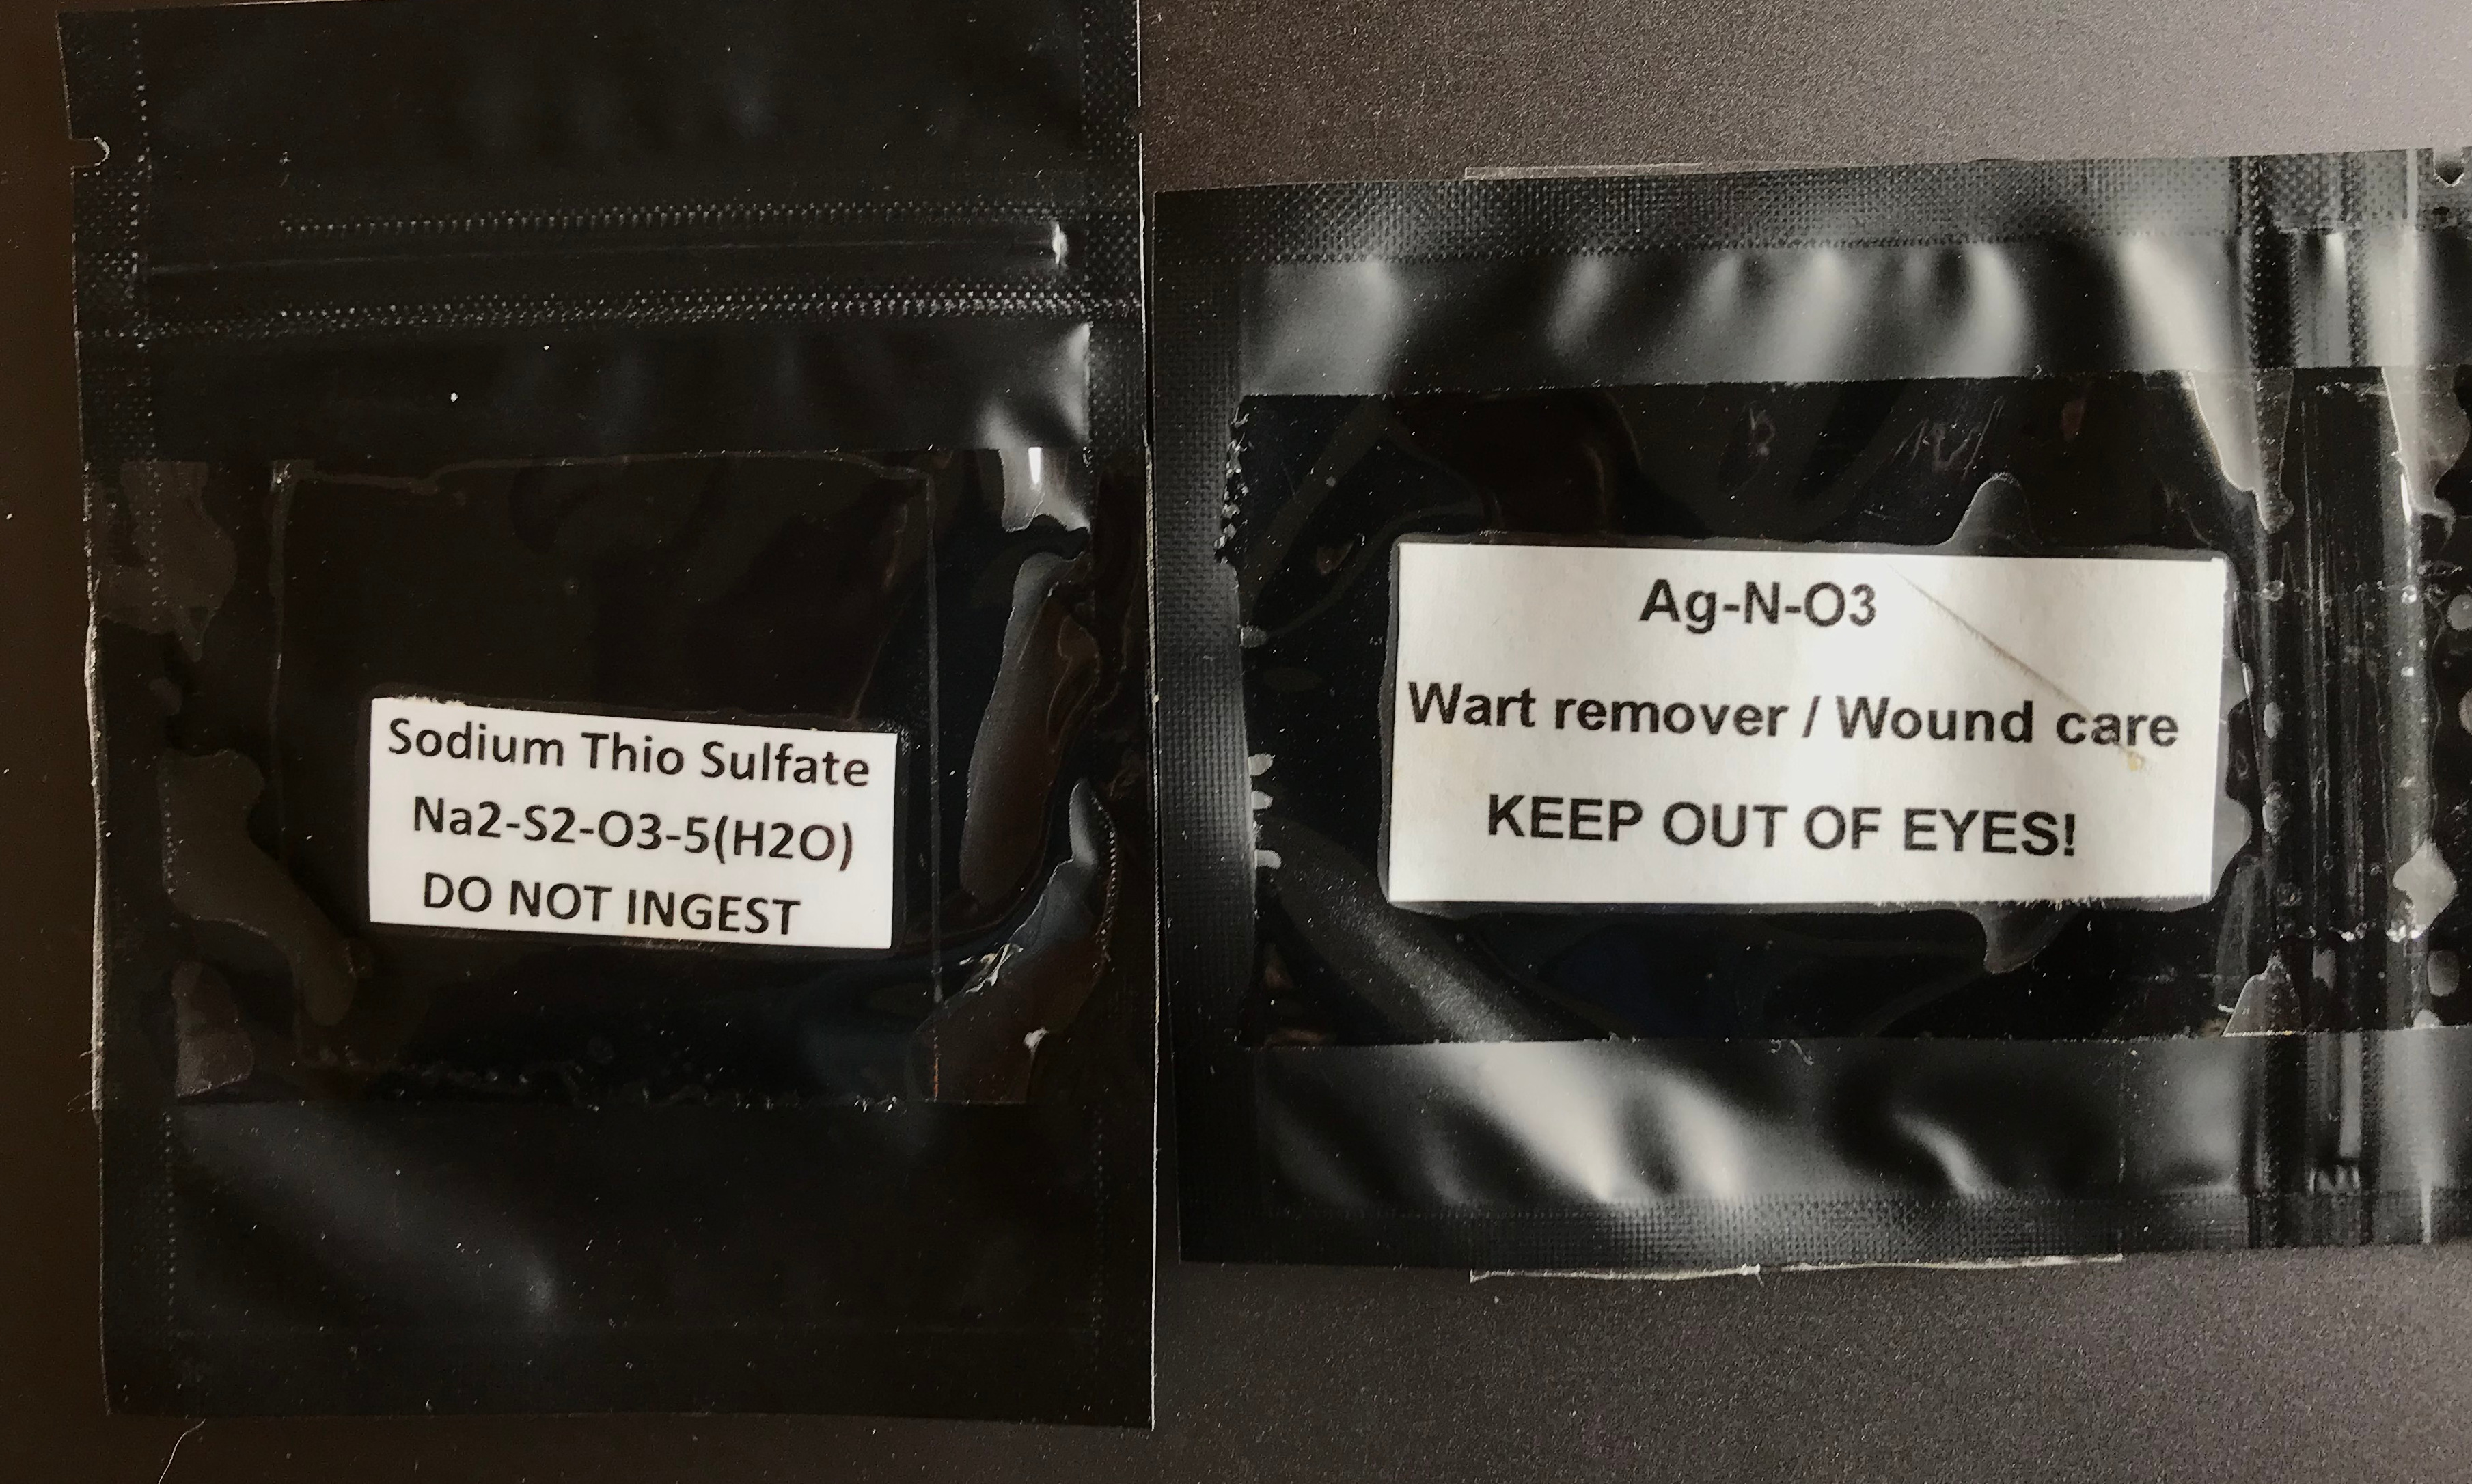 Sodium Thio Sulfate
Na2-S2-O3-5(H2O)
DO NOT INGEST
Ag-N-O3
Wart remover / Wound care
KEEP OUT OF EYES!